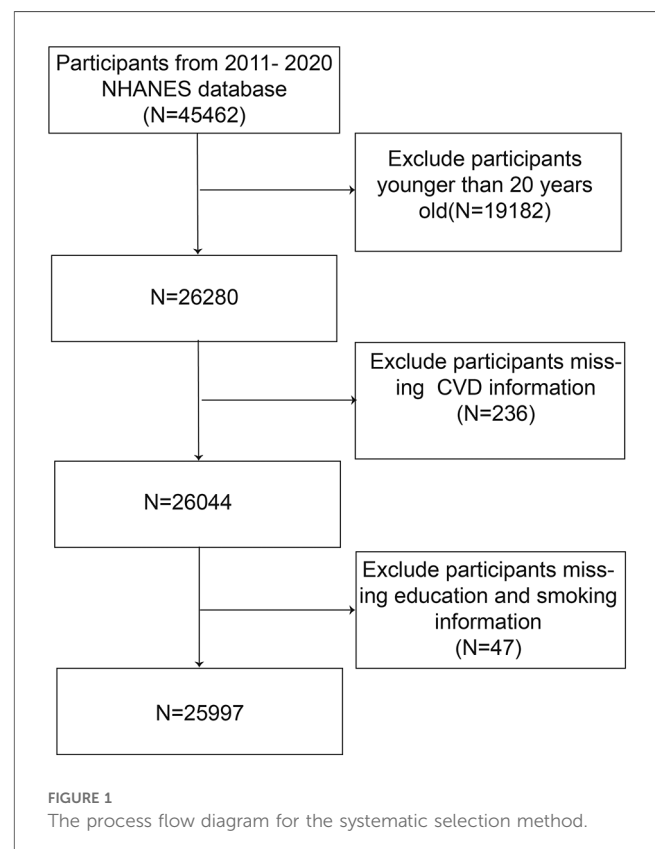 Participants from 2011- 2020
NHANES database
(N=45462)
Exclude participants
younger than 20 years
old(N=19182)
N=26280
Exclude participants miss-
ing CVD information
(N=236)
N=26044
Exclude participants miss-
ing education and smoking
information
(N=47)
N=25997
FIGURE 1
The process flow diagram for the systematic selection method.